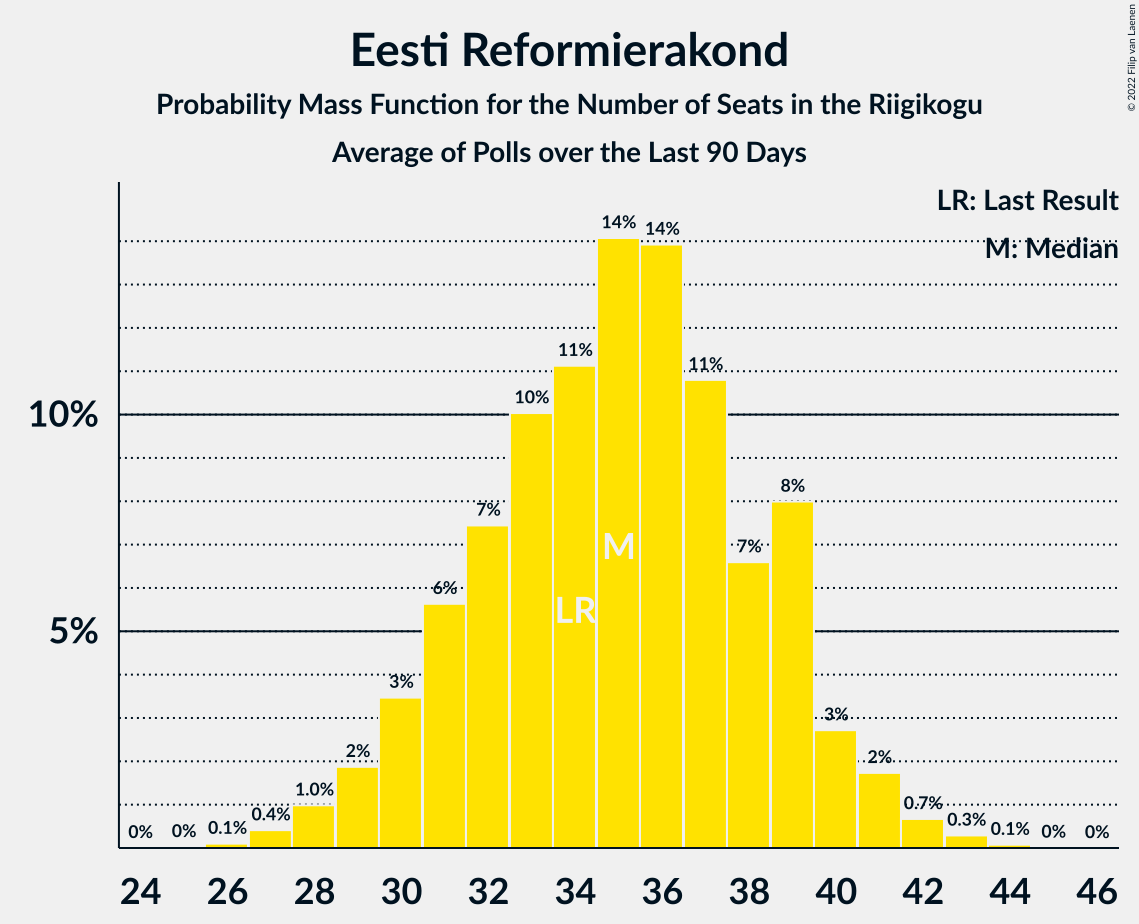 Eesti Reformierakond
Probability Mass Function for the Number of Seats in the Riigikogu
Average of Polls over the Last 90 Days
© 2022 Filip van Laenen
LR: Last Result
M: Median
10%
5%
0%
0%
0.1%
0.4%
1.0%
2%
3%
6%
7%
10%
11%
14%
14%
11%
7%
8%
3%
2%
0.7%
0.3%
0.1%
0%
0%
M
LR
24 26 28 30 32 34 36 38 40 42 44 46